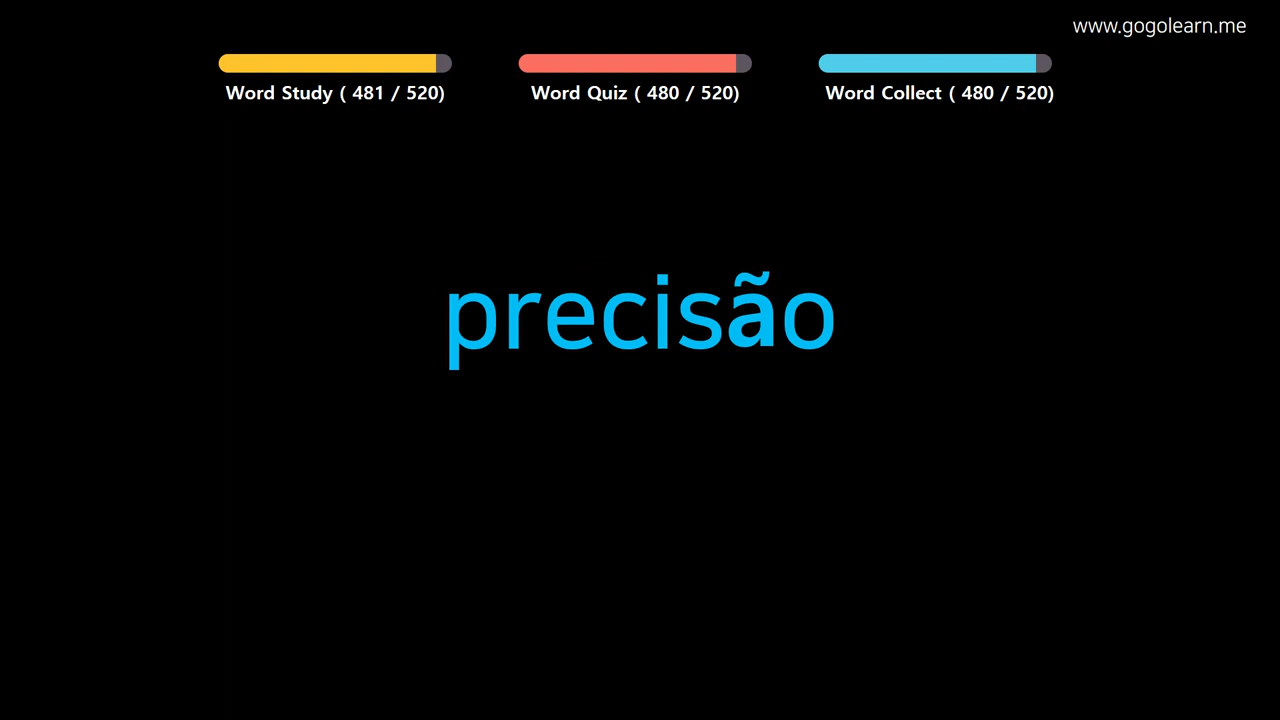 www.gogolearn.me
Word Study ( 481 / 520)
Word Quiz ( 480 / 520)
Word Collect ( 480 / 520)
precisão